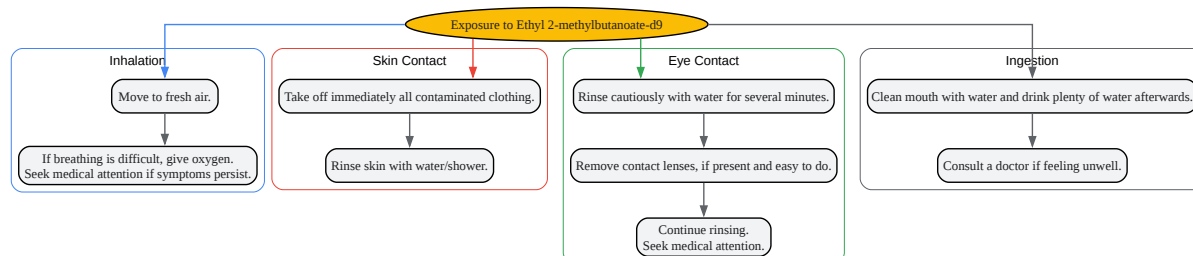 Exposure to Ethyl 2-methylbutanoate-d9
Inhalation
Move to fresh air.
If breathing is difficult, give oxygen.
Seek medical attention if symptoms persist.
Skin Contact
Take off immediately all contaminated clothing.
Rinse skin with water/shower.
Eye Contact
Rinse cautiously with water for several minutes.
Remove contact lenses, if present and easy to do.
Continue rinsing.
Seek medical attention.
Ingestion
Clean mouth with water and drink plenty of water afterwards.
Consult a doctor if feeling unwell.